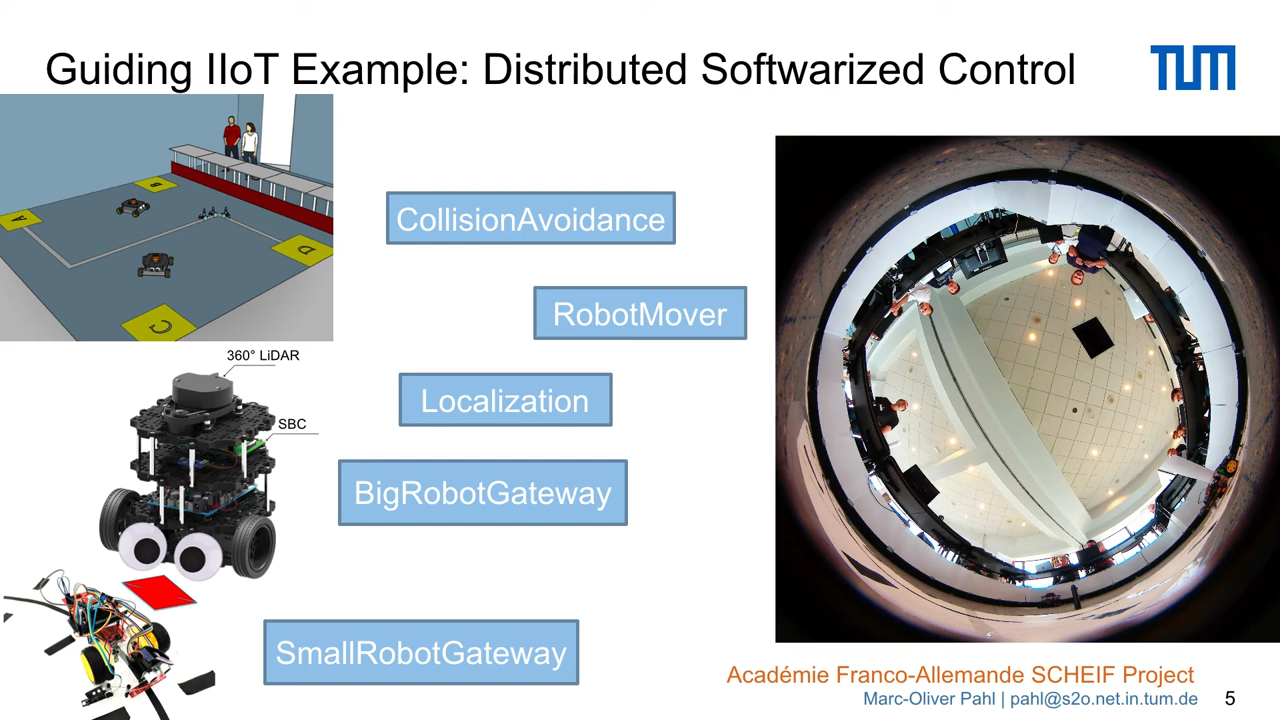 Guiding IIoT Example: Distributed Softwarized Control
TUM
B
A
D
C
CollisionAvoidance
RobotMover
360° LiDAR
Localization
SBC
BigRobotGateway
SmallRobotGateway
Académie Franco-Allemande SCHEIF Project
Marc-Oliver Pahl | pahl@s2o.net.in.tum.de
5